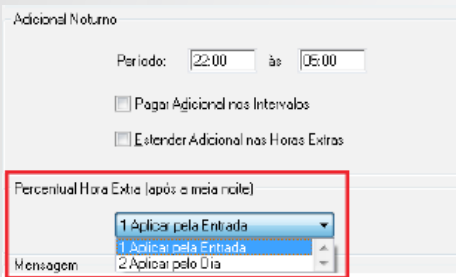 Adicional Noturno
Período: 22:00 às 05:00
Pagar Adicional nos Intervalos
Estender Adicional nas Horas Extras
Percentual Hora Extra (após a meia noite)
1 Aplicar pela Entrada
1 Aplicar pela Entrada
Mensagem 2 Aplicar pelo Dia